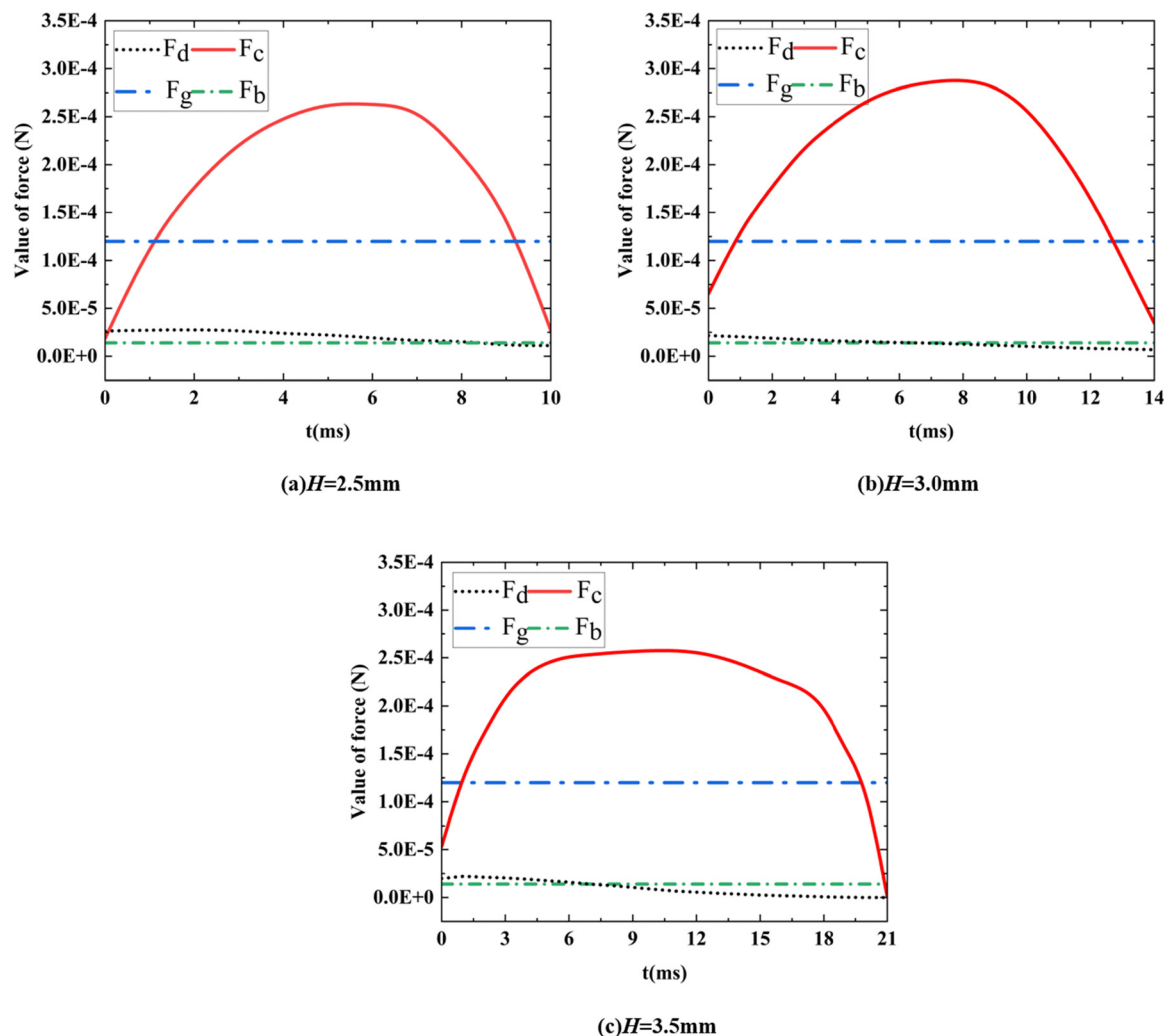 3.5E-4
3.0E-4
2.5E-4
2.0E-4
1.5E-4
1.0E-4
5.0E-5
0.0E+0
Value of force (N)
Fd Fc
Fg Fb
0 2 4 6 8 10
t(ms)
(a)H=2.5mm
3.5E-4
3.0E-4
2.5E-4
2.0E-4
1.5E-4
1.0E-4
5.0E-5
0.0E+0
Value of force (N)
Fd Fc
Fg Fb
0 2 4 6 8 10 12 14
t(ms)
(b)H=3.0mm
3.5E-4
3.0E-4
2.5E-4
2.0E-4
1.5E-4
1.0E-4
5.0E-5
0.0E+0
Value of force (N)
Fd Fc
Fg Fb
0 3 6 9 12 15 18 21
t(ms)
(c)H=3.5mm